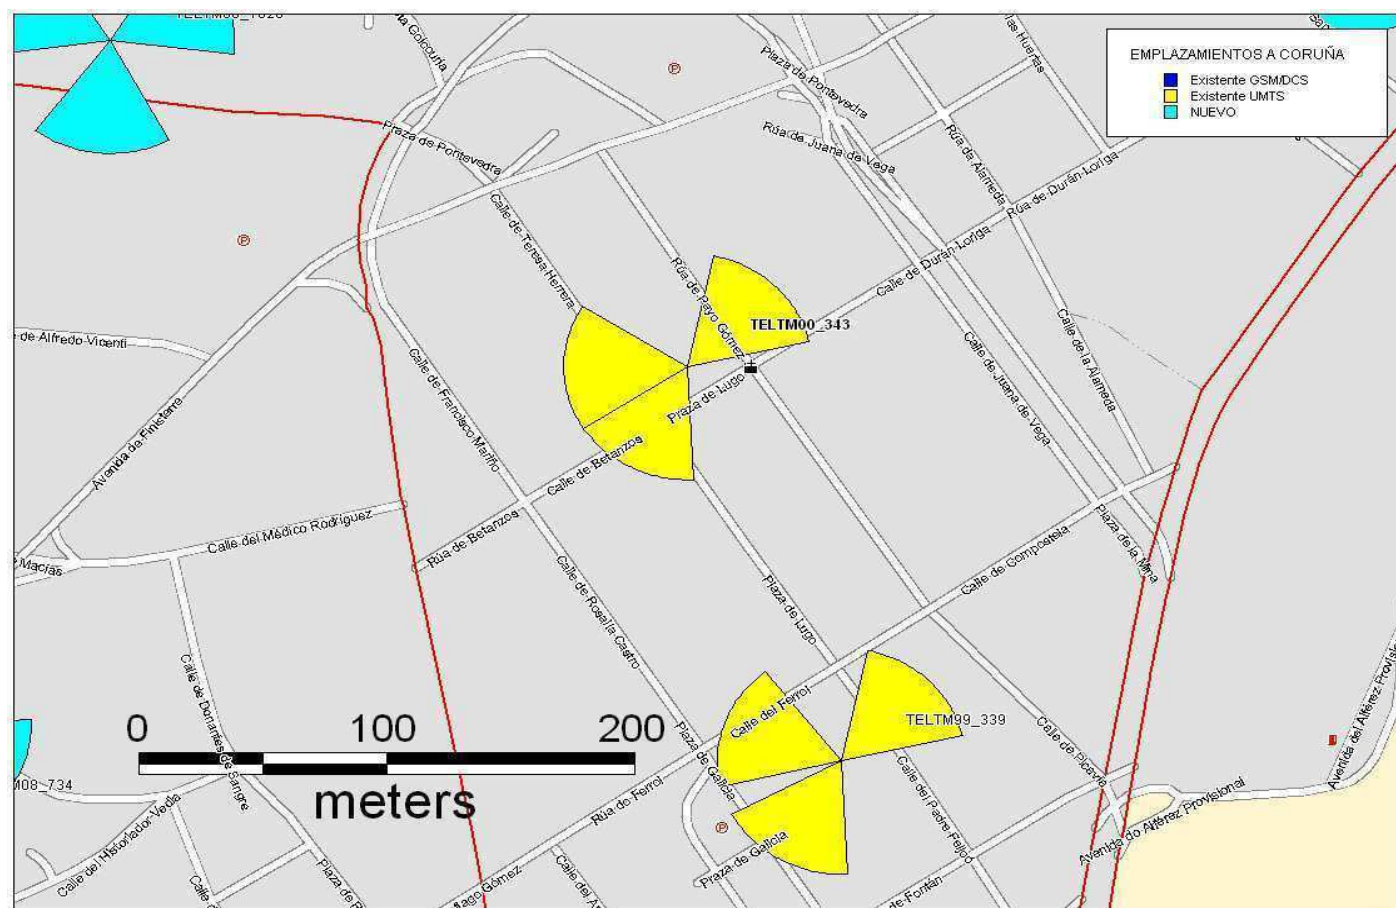 EMPLAZAMIENTOS A CORUÑA
Existente GSM/DCS
Existente UMTS
NUEVO
Plaza de Pontevedra
Praza de Pontevedra
Rúa de Juana de Vega
Rúa da Alameda
Rúa de Durán Loriga
Calle de Durán Loriga
Calle de Teresa Herrera
Rúa de Payo Gómez
TELTM00_343
Praza de Lugo
Calle de la Alameda
Calle de Juana de Vega
de Alfredo Vicenti
Calle de Francisco Mariño
Avenida de Finisterre
Calle de Betanzos
Rúa de Betanzos
Calle del Médico Rodríguez
Macías
Plaza de la Mina
Calle de Compostela
Calle de Rosalía Castro
Plaza de Lugo
Calle de Donantes de Sangre
Calle del Ferrol
TELTM99_339
Plaza de Galicia
Calle de Picavia
Avenida del Alférez Provisio
0 100 200
meters
M08_734
Rúa do Ferrol
Calle del Padre Feijoó
Avenida do Alférez Provisional
Calle del Historiador Vedía
Praza de Galicia